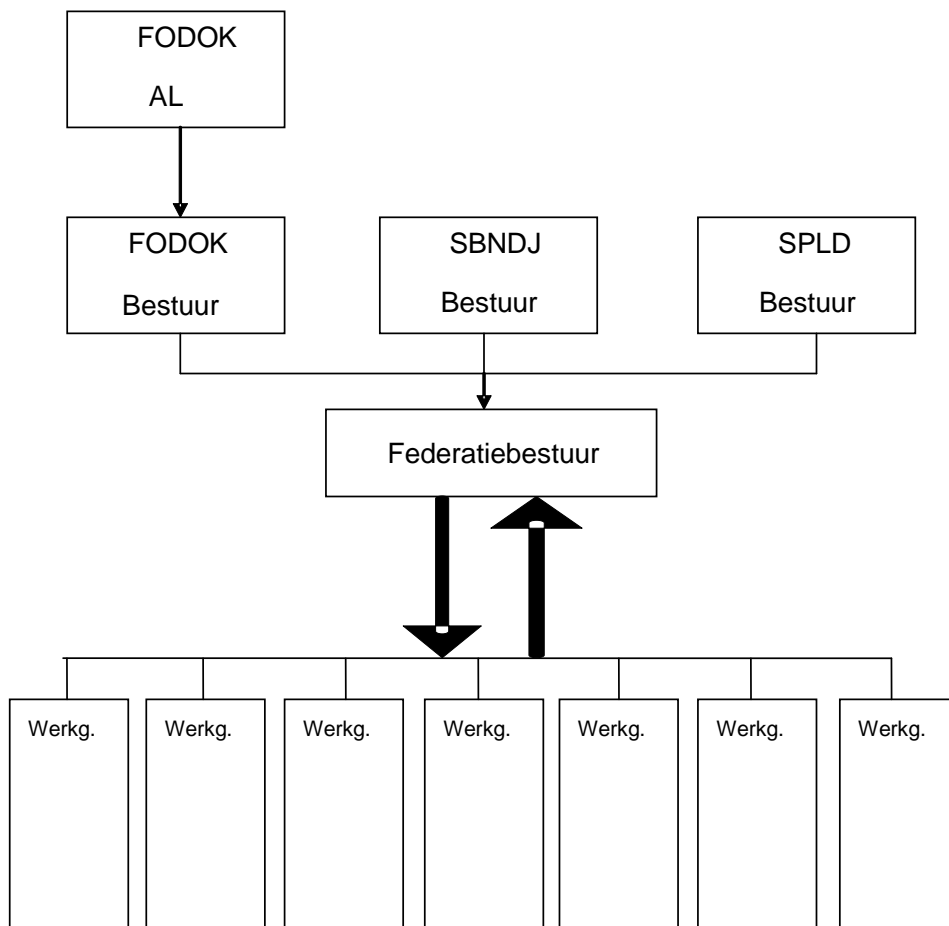 FODOK
AL
FODOK
Bestuur
SBNDJ
Bestuur
SPLD
Bestuur
Federatiebestuur
Werkg.
Werkg.
Werkg.
Werkg.
Werkg.
Werkg.
Werkg.